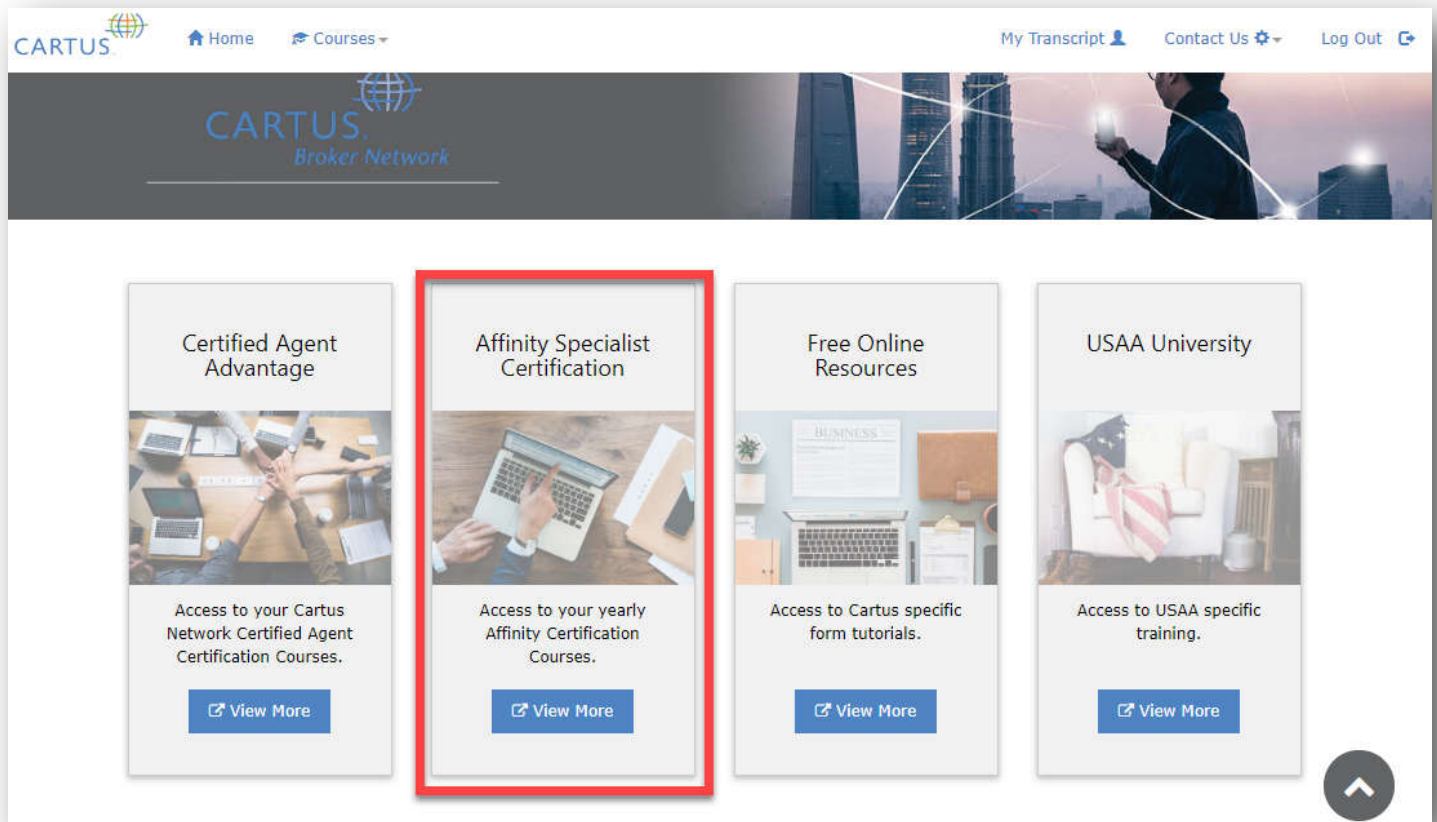 CARTUS
Home Courses My Transcript Contact Us Log Out
CARTUS.
Broker Network
Certified Agent
Advantage
Access to your Cartus
Network Certified Agent
Certification Courses.
View More
Affinity Specialist
Certification
Access to your yearly
Affinity Certification
Courses.
View More
Free Online
Resources
BUSINESS
Access to Cartus specific
form tutorials.
View More
USAA University
Access to USAA specific
training.
View More